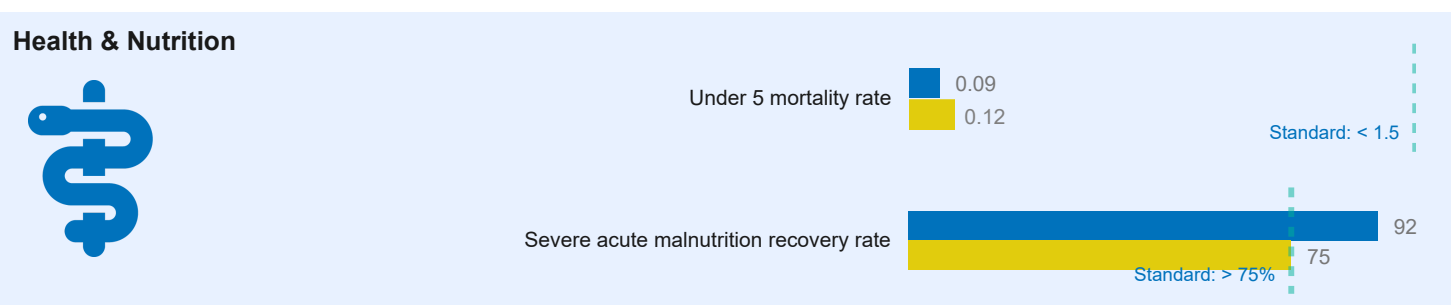 Health & Nutrition
Under 5 mortality rate
0.09
0.12
Standard: < 1.5
Severe acute malnutrition recovery rate
92
75
Standard: > 75%